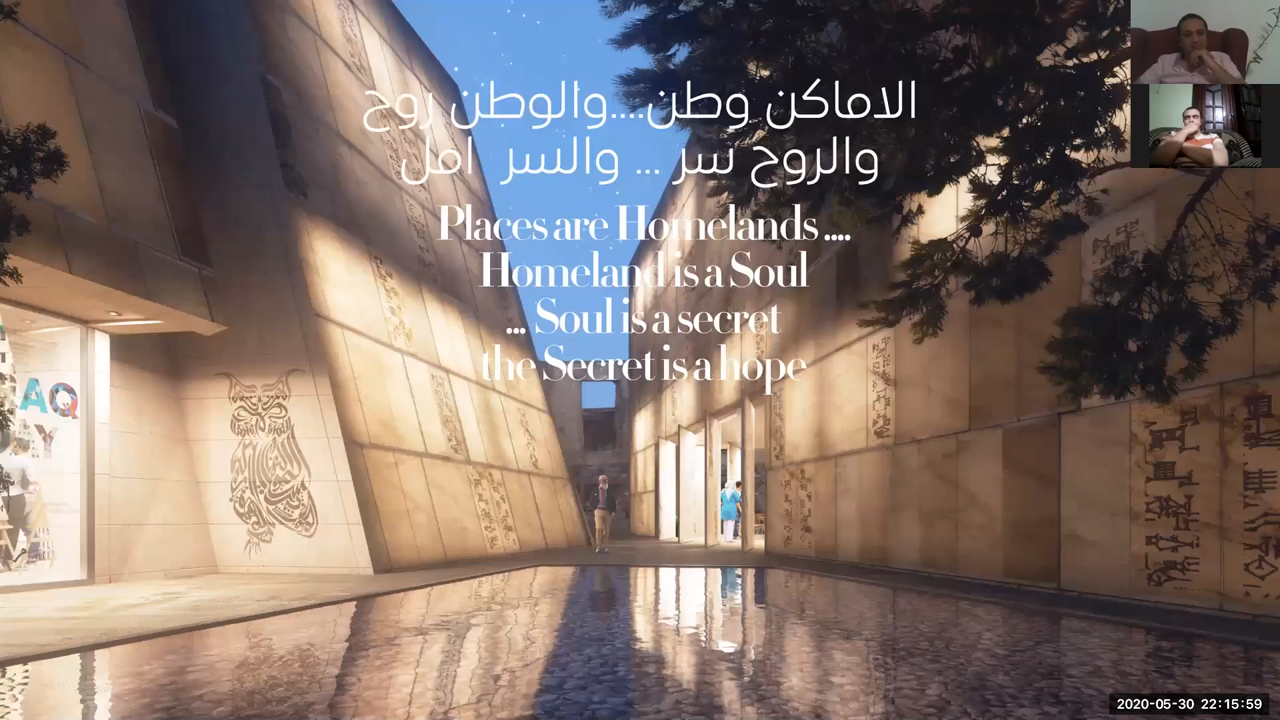 الاماكن وطن....والوطن روح
والروح سر ... والسر امل
Places are Homelands ....
Homeland is a Soul
... Soul is a secret
the Secret is a hope
AQ
2020-05-30 22:15:59